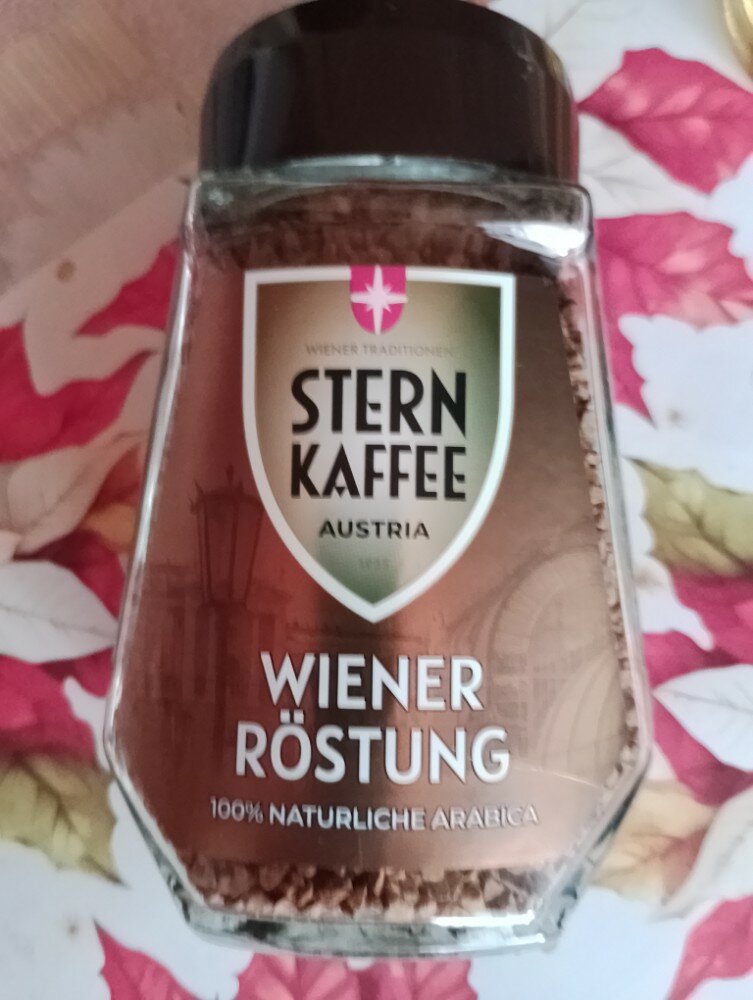 WIENER TRADITIONEN
STERN
KAFFEE
AUSTRIA
WIENER
RÖSTUNG
100% NATURLICHE ARABICA